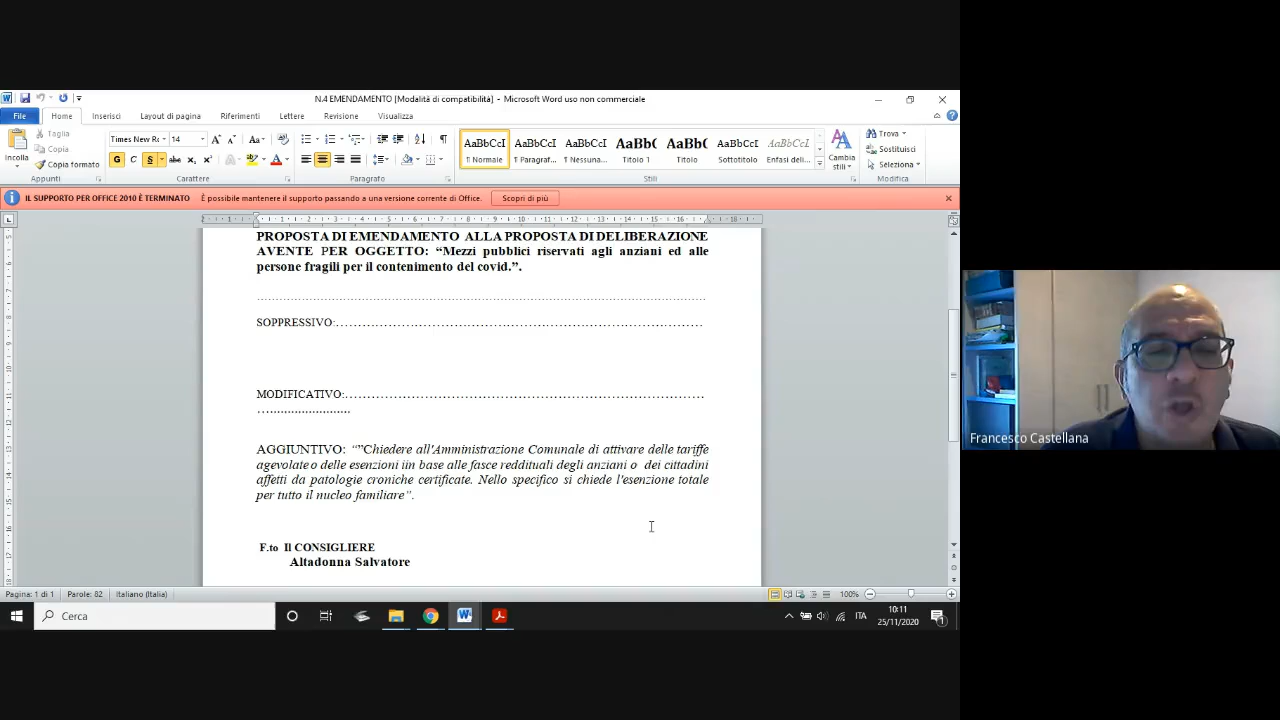 N.4 EMENDAMENTO [Modalità di compatibilità] - Microsoft Word uso non commerciale
File Home Inserisci Layout di pagina Riferimenti Lettere Revisione Visualizza
Incolla
Taglia
Copia
Copia formato
Appunti
Times New Ro 14
G C S abc x₂ x²
Carattere
Paragrafo
AaBbCcI AaBbCcI AaBbCcI AaBbC AaBbC AaBbCcI AaBbCcI
¶ Normale ¶ Paragraf... ¶ Nessuna... Titolo 1 Titolo Sottotitolo Enfasi deli...
Stili
Cambia stili
Trova
Sostituisci
Seleziona
Modifica
IL SUPPORTO PER OFFICE 2010 È TERMINATO È possibile mantenere il supporto passando a una versione corrente di Office. Scopri di più
PROPOSTA DI EMENDAMENTO ALLA PROPOSTA DI DELIBERAZIONE
AVENTE PER OGGETTO: “Mezzi pubblici riservati agli anziani ed alle
persone fragili per il contenimento del covid.”.
SOPPRESSIVO:………………………………………………………………………
MODIFICATIVO:……………………………………………………………………
…........................
AGGIUNTIVO: “”Chiedere all'Amministrazione Comunale di attivare delle tariffe
agevolate o delle esenzioni iin base alle fasce reddituali degli anziani o dei cittadini
affetti da patologie croniche certificate. Nello specifico si chiede l'esenzione totale
per tutto il nucleo familiare”.
F.to Il CONSIGLIERE
Altadonna Salvatore
Pagina: 1 di 1 Parole: 82 Italiano (Italia) 100%
Cerca
ITA
10:11
25/11/2020
Francesco Castellana